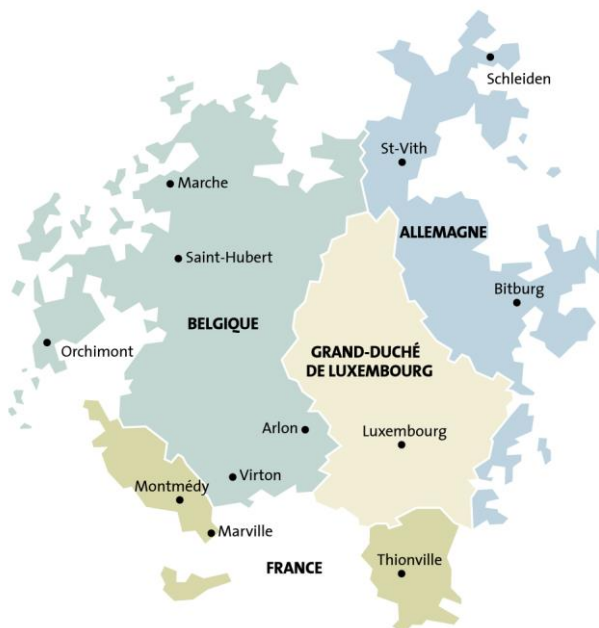 Schleiden
St-Vith
Marche
ALLEMAGNE
Saint-Hubert
Bitburg
BELGIQUE
Orchimont
GRAND-DUCHÉ
DE LUXEMBOURG
Arlon
Luxembourg
Virton
Montmédy
Marville
Thionville
FRANCE